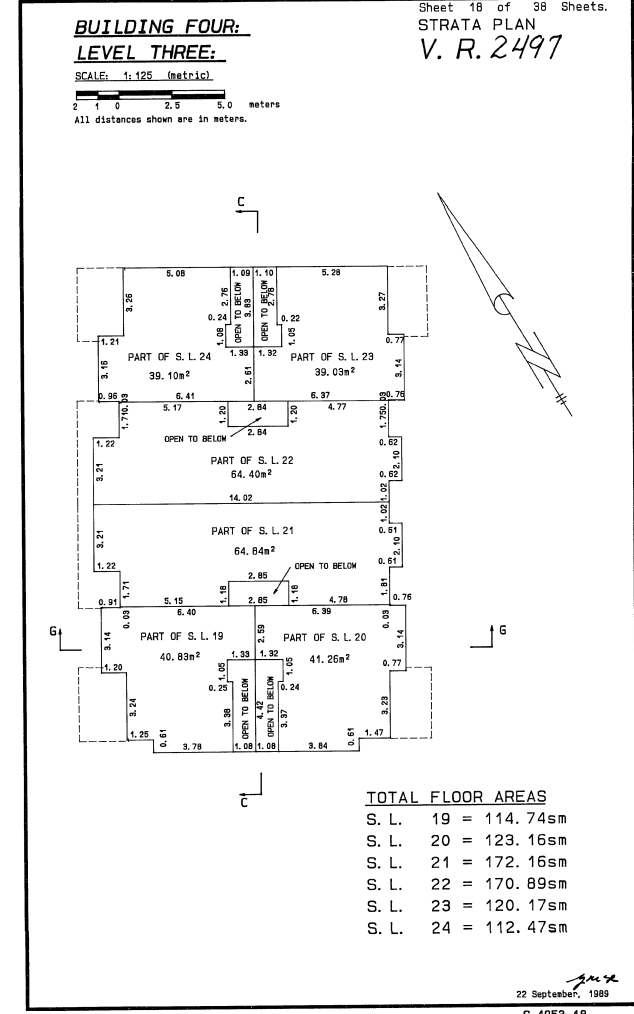 Sheet 18 of 38 Sheets.
STRATA PLAN
V. R. 2497
BUILDING FOUR:
LEVEL THREE:
SCALE: 1:125 (metric)
2 1 0 2.5 5.0 meters
All distances shown are in meters.
C
5.08 1.09 1.10 5.28
3.26 2.76 OPEN TO BELOW 3.83 OPEN TO BELOW 2.78 3.27
0.24 0.22
1.08 1.05
1.21 0.77
1.33 1.32
PART OF S.L.24 PART OF S.L.23
3.16 39.10m² 2.61 39.03m² 3.14
0.96 6.41 6.37 0.76
0.03 0.03
5.17 2.84 4.77
1.71 1.20 1.20 1.75
2.84
OPEN TO BELOW
1.22 0.62
3.21 PART OF S.L.22 2.10
64.40m² 0.62
14.02 1.02
1.02
PART OF S.L.21 0.61
3.21 64.84m² 2.10
1.22 0.61
OPEN TO BELOW
2.85
1.71 1.18 1.18 1.81
0.91 5.15 2.85 4.78 0.76
6.40 6.39
0.03 0.03
G G
PART OF S.L.19 2.59 PART OF S.L.20
3.14 40.83m² 41.26m² 3.14
1.33 1.32
1.20 1.05 1.05 0.77
0.25 0.24
3.24 3.38 OPEN TO BELOW 4.42 OPEN TO BELOW 3.37 3.23
1.25 0.61 0.61 1.47
3.78 1.08 1.08 3.84
C
TOTAL FLOOR AREAS
S. L. 19 = 114.74sm
S. L. 20 = 123.16sm
S. L. 21 = 172.16sm
S. L. 22 = 170.89sm
S. L. 23 = 120.17sm
S. L. 24 = 112.47sm
22 September, 1989